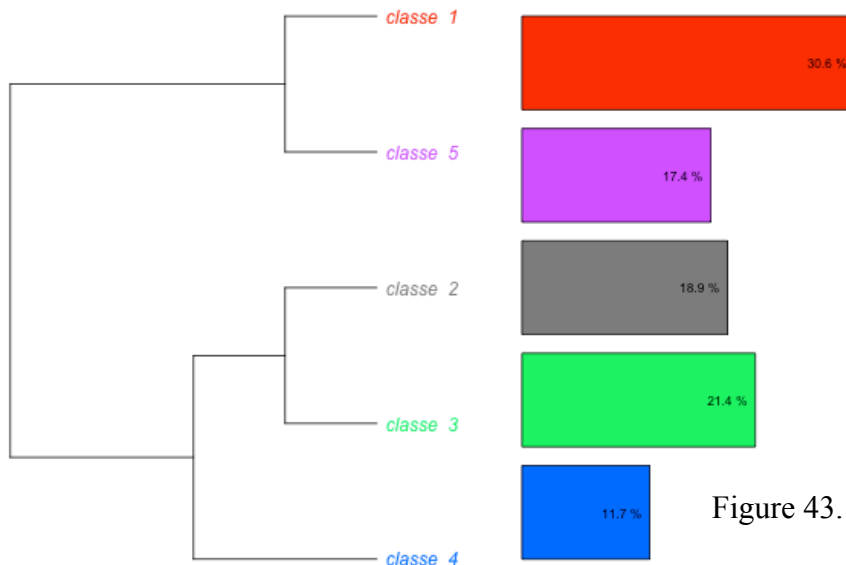 classe 1
30.6 %
classe 5
17.4 %
classe 2
18.9 %
classe 3
21.4 %
classe 4
11.7 %
Figure 43.